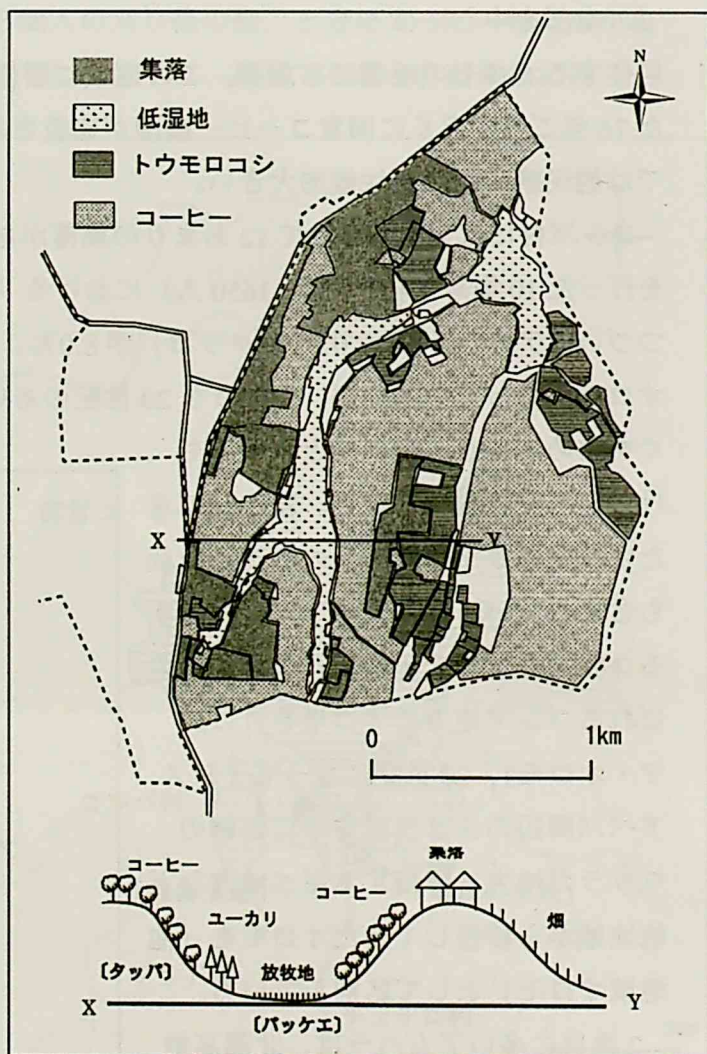 N
集落
低湿地
トウモロコシ
コーヒー
X
Y
0
1km
集落
コーヒー
コーヒー
ユーカリ
畑
〔タッパ〕
放牧地
X
〔バッケエ〕
Y